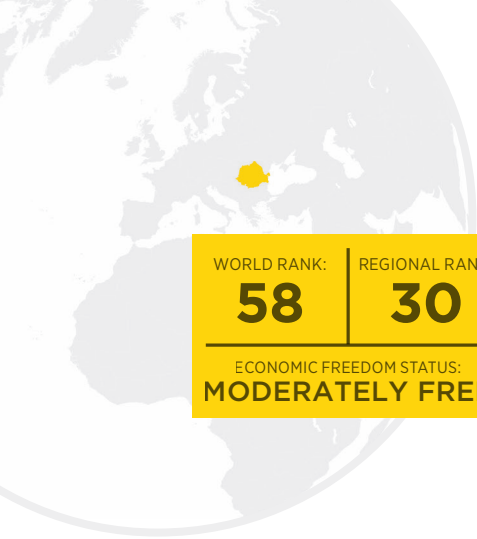 WORLD RANK:
58
REGIONAL RAN
30
ECONOMIC FREEDOM STATUS:
MODERATELY FRE